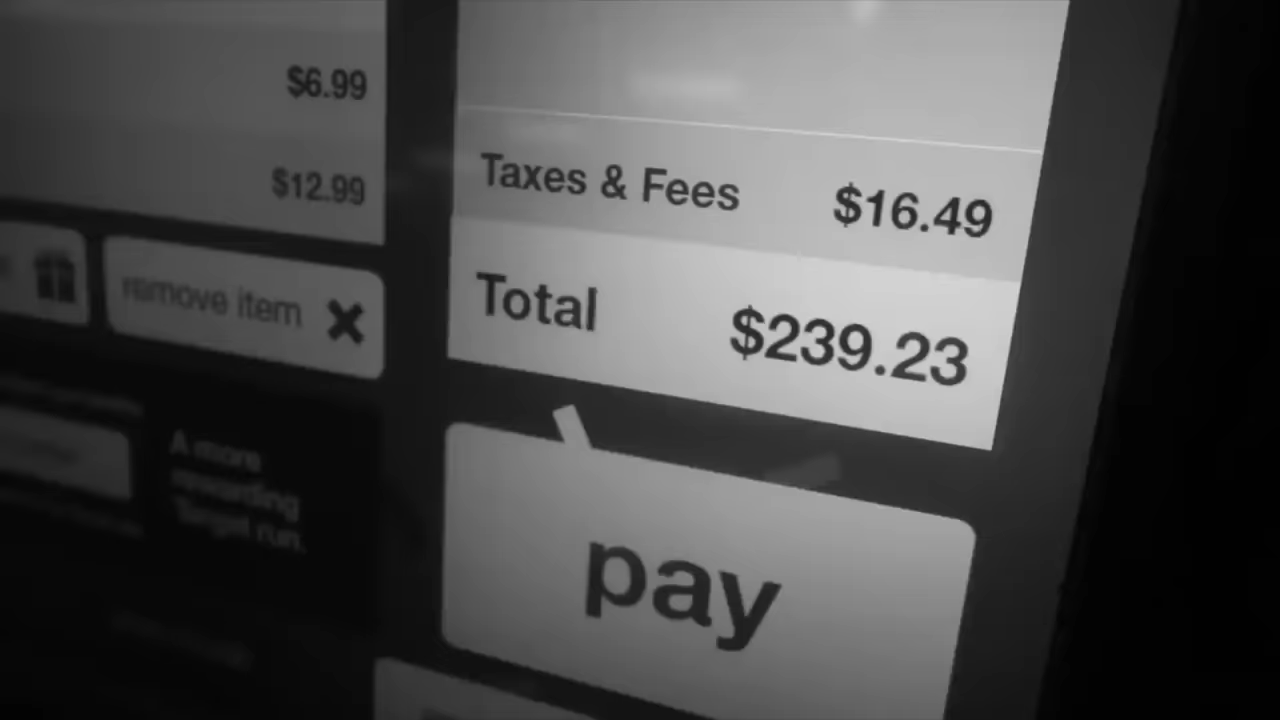 $6.99
$12.99
remove item
A more
rewarding
Target run.
Taxes & Fees $16.49
Total $239.23
pay